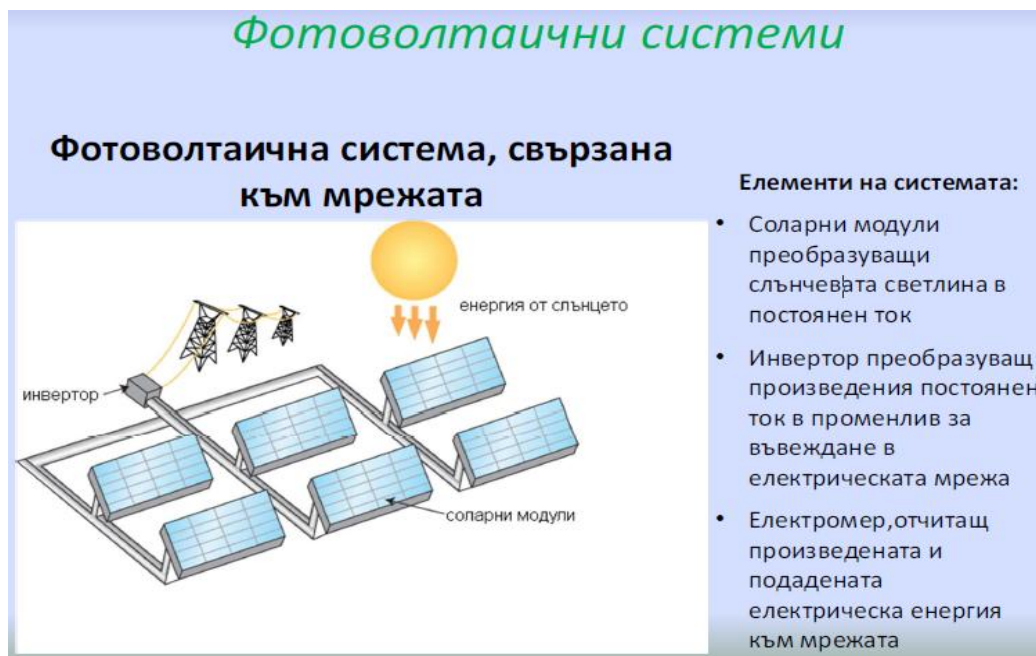 Фотоволтаични системи
Фотоволтаична система, свързана
към мрежата
енергия от слънцето
инвертор
соларни модули
Елементи на системата:
• Соларни модули
преобразуващи
слънчевата светлина в
постоянен ток
• Инвертор преобразуващ
произведения постоянен
ток в променлив за
въвеждане в
електрическата мрежа
• Електромер,отчитащ
произведената и
подадената
електрическа енергия
към мрежата